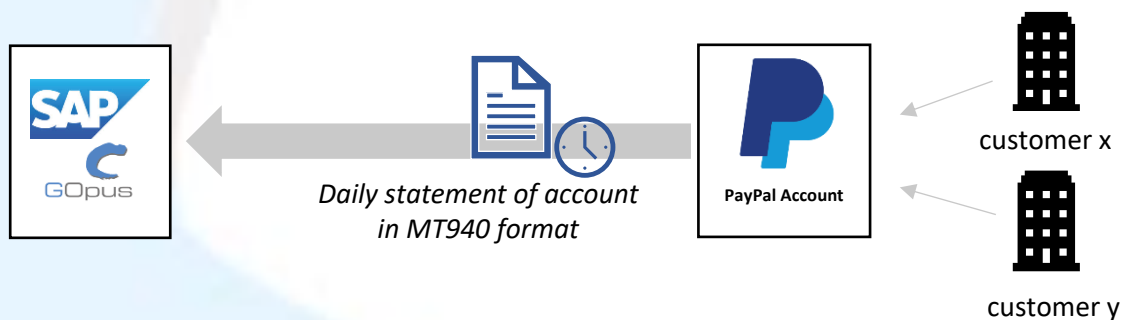 SAP
GOpus
Daily statement of account
in MT940 format
PayPal Account
customer x
customer y